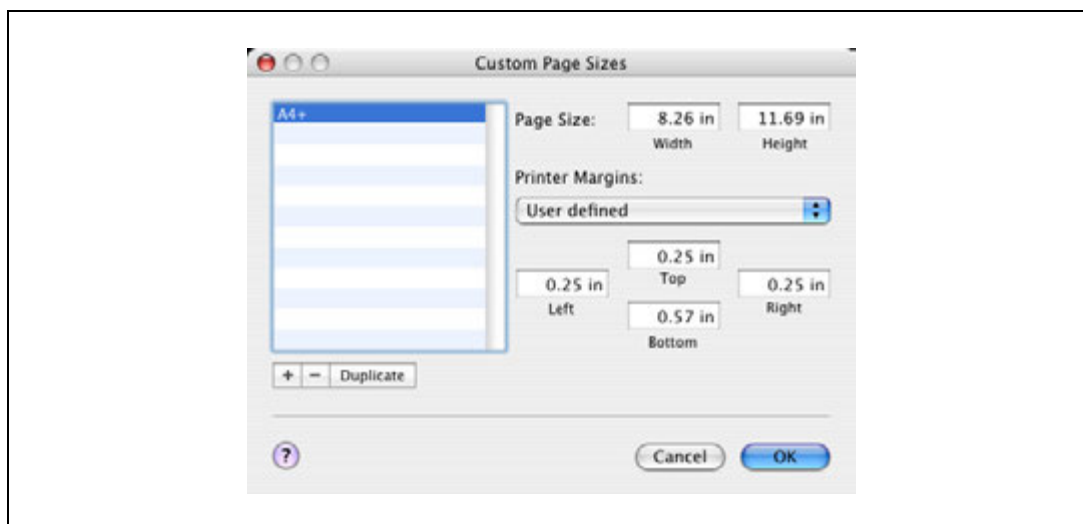 Custom Page Sizes
A4+
Page Size:
8.26 in
11.69 in
Width
Height
Printer Margins:
User defined
0.25 in
Top
0.25 in
Left
0.25 in
Right
0.57 in
Bottom
+
−
Duplicate
?
Cancel
OK